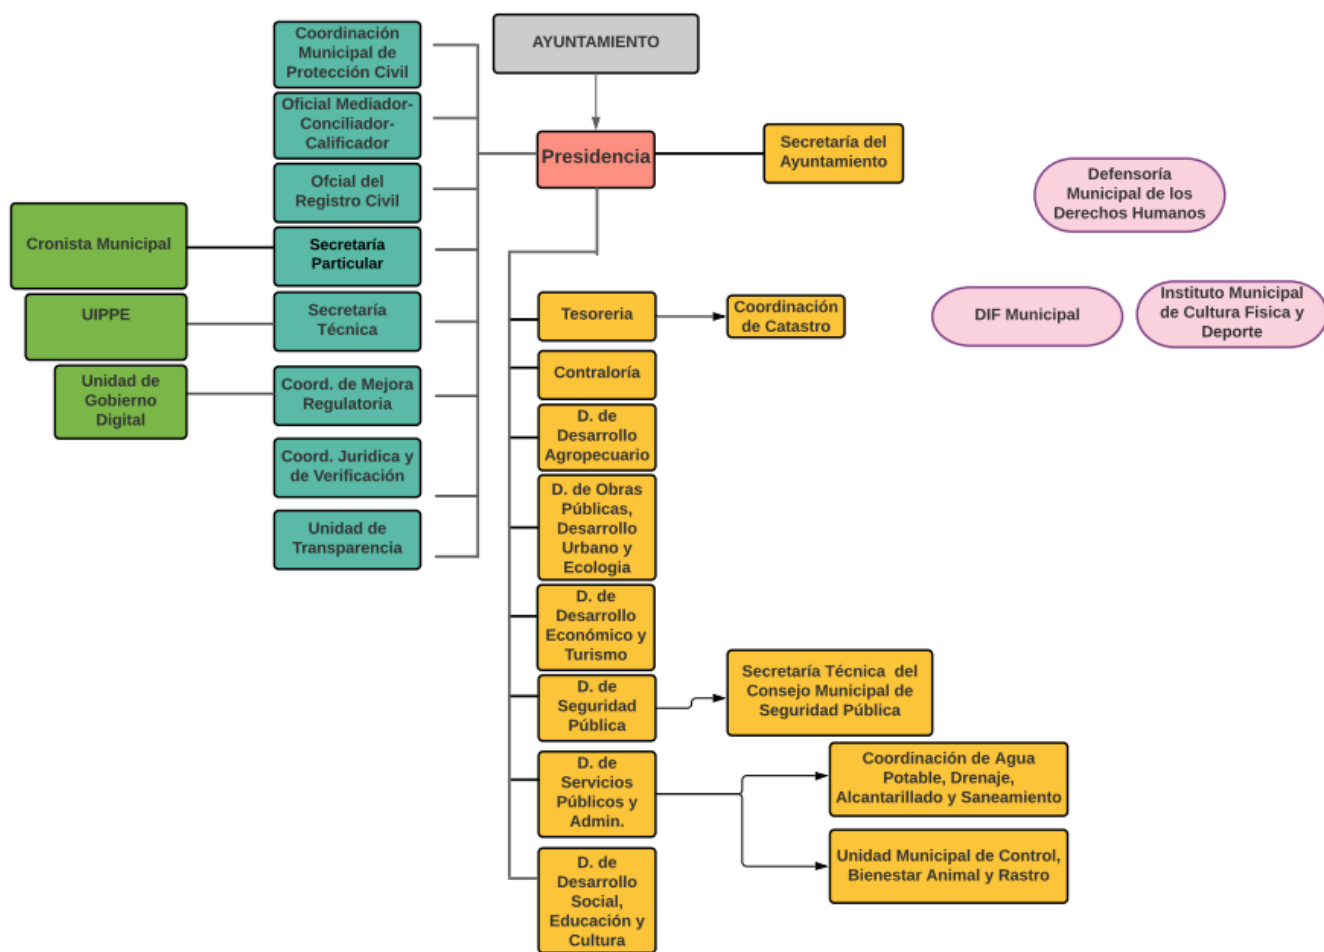 AYUNTAMIENTO
Presidencia
Secretaría del
Ayuntamiento
Coordinación
Municipal de
Protección Civil
Oficial Mediador-
Conciliador-
Calificador
Ofcial del
Registro Civil
Secretaría
Particular
Secretaría
Técnica
Coord. de Mejora
Regulatoria
Coord. Juridica y
de Verificación
Unidad de
Transparencia
Cronista Municipal
UIPPE
Unidad de
Gobierno
Digital
Tesoreria
Coordinación
de Catastro
Contraloría
D. de
Desarrollo
Agropecuario
D. de Obras
Públicas,
Desarrollo
Urbano y
Ecologia
D. de
Desarrollo
Económico y
Turismo
D. de
Seguridad
Pública
Secretaría Técnica del
Consejo Municipal de
Seguridad Pública
D. de
Servicios
Públicos y
Admin.
Coordinación de Agua
Potable, Drenaje,
Alcantarillado y Saneamiento
Unidad Municipal de Control,
Bienestar Animal y Rastro
D. de
Desarrollo
Social,
Educación y
Cultura
Defensoría
Municipal de los
Derechos Humanos
DIF Municipal
Instituto Municipal
de Cultura Fisica y
Deporte